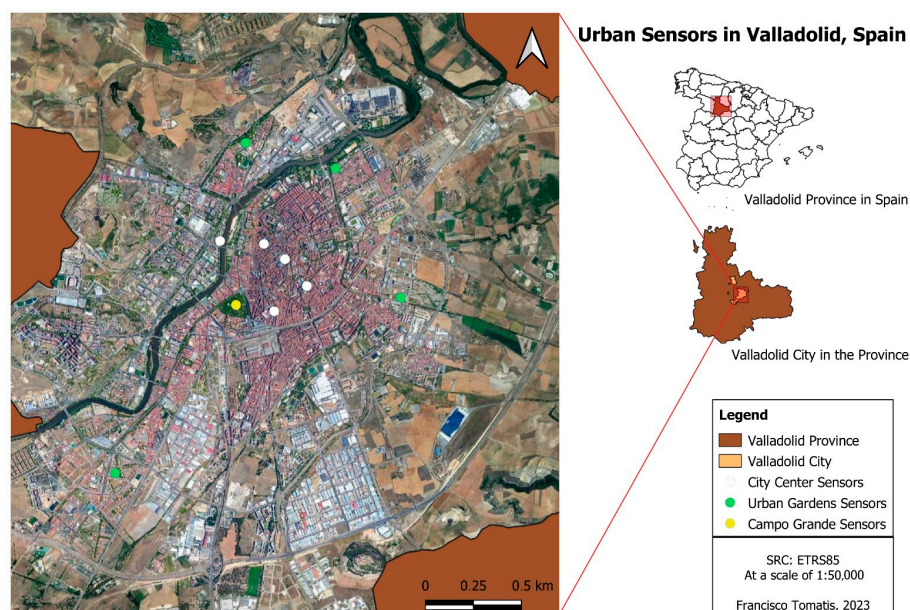 Urban Sensors in Valladolid, Spain
Valladolid Province in Spain
Valladolid City in the Province
Legend
Valladolid Province
Valladolid City
City Center Sensors
Urban Gardens Sensors
Campo Grande Sensors
SRC: ETRS85
At a scale of 1:50,000
Francisco Tomatis, 2023
0 0.25 0.5 km